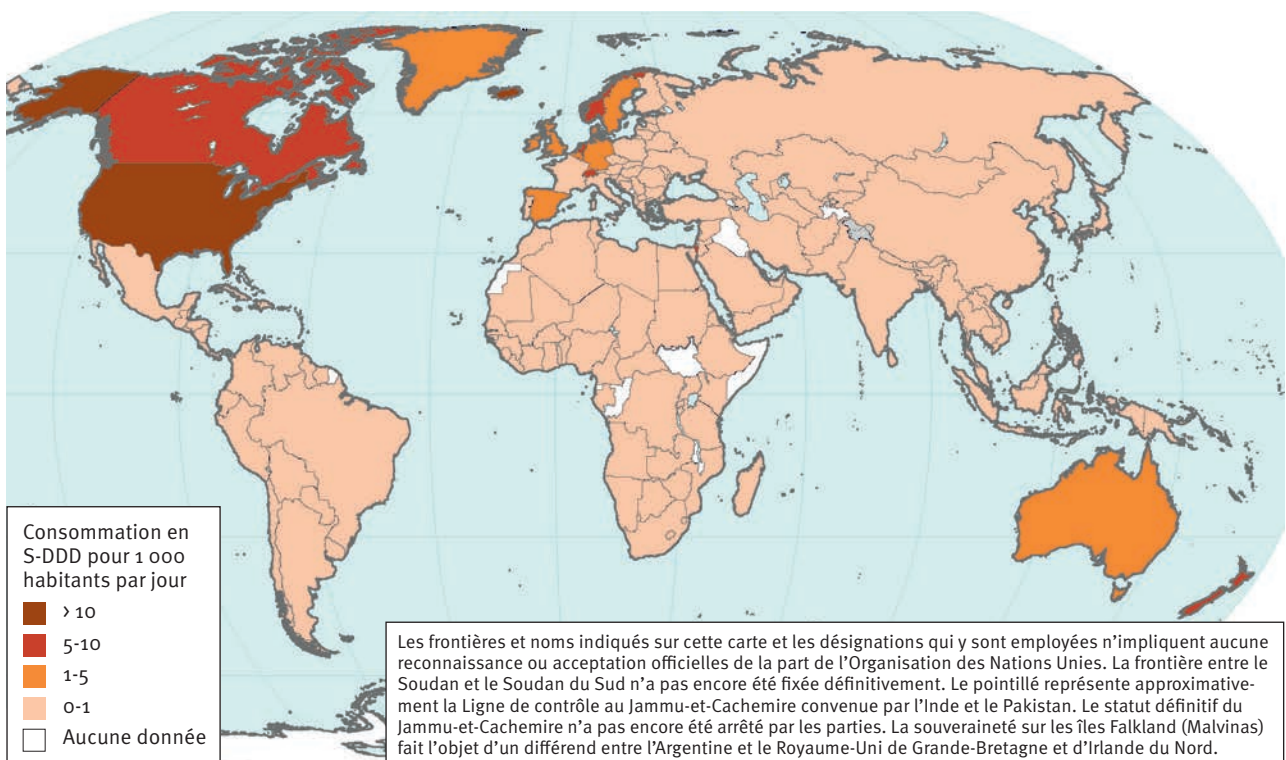 Consommation en
S-DDD pour 1 000
habitants par jour
> 10
5-10
1-5
0-1
Aucune donnée
Les frontières et noms indiqués sur cette carte et les désignations qui y sont employées n’impliquent aucune
reconnaissance ou acceptation officielles de la part de l’Organisation des Nations Unies. La frontière entre le
Soudan et le Soudan du Sud n’a pas encore été fixée définitivement. Le pointillé représente approximative-
ment la Ligne de contrôle au Jammu-et-Cachemire convenue par l’Inde et le Pakistan. Le statut définitif du
Jammu-et-Cachemire n’a pas encore été arrêté par les parties. La souveraineté sur les îles Falkland (Malvinas)
fait l’objet d’un différend entre l’Argentine et le Royaume-Uni de Grande-Bretagne et d’Irlande du Nord.